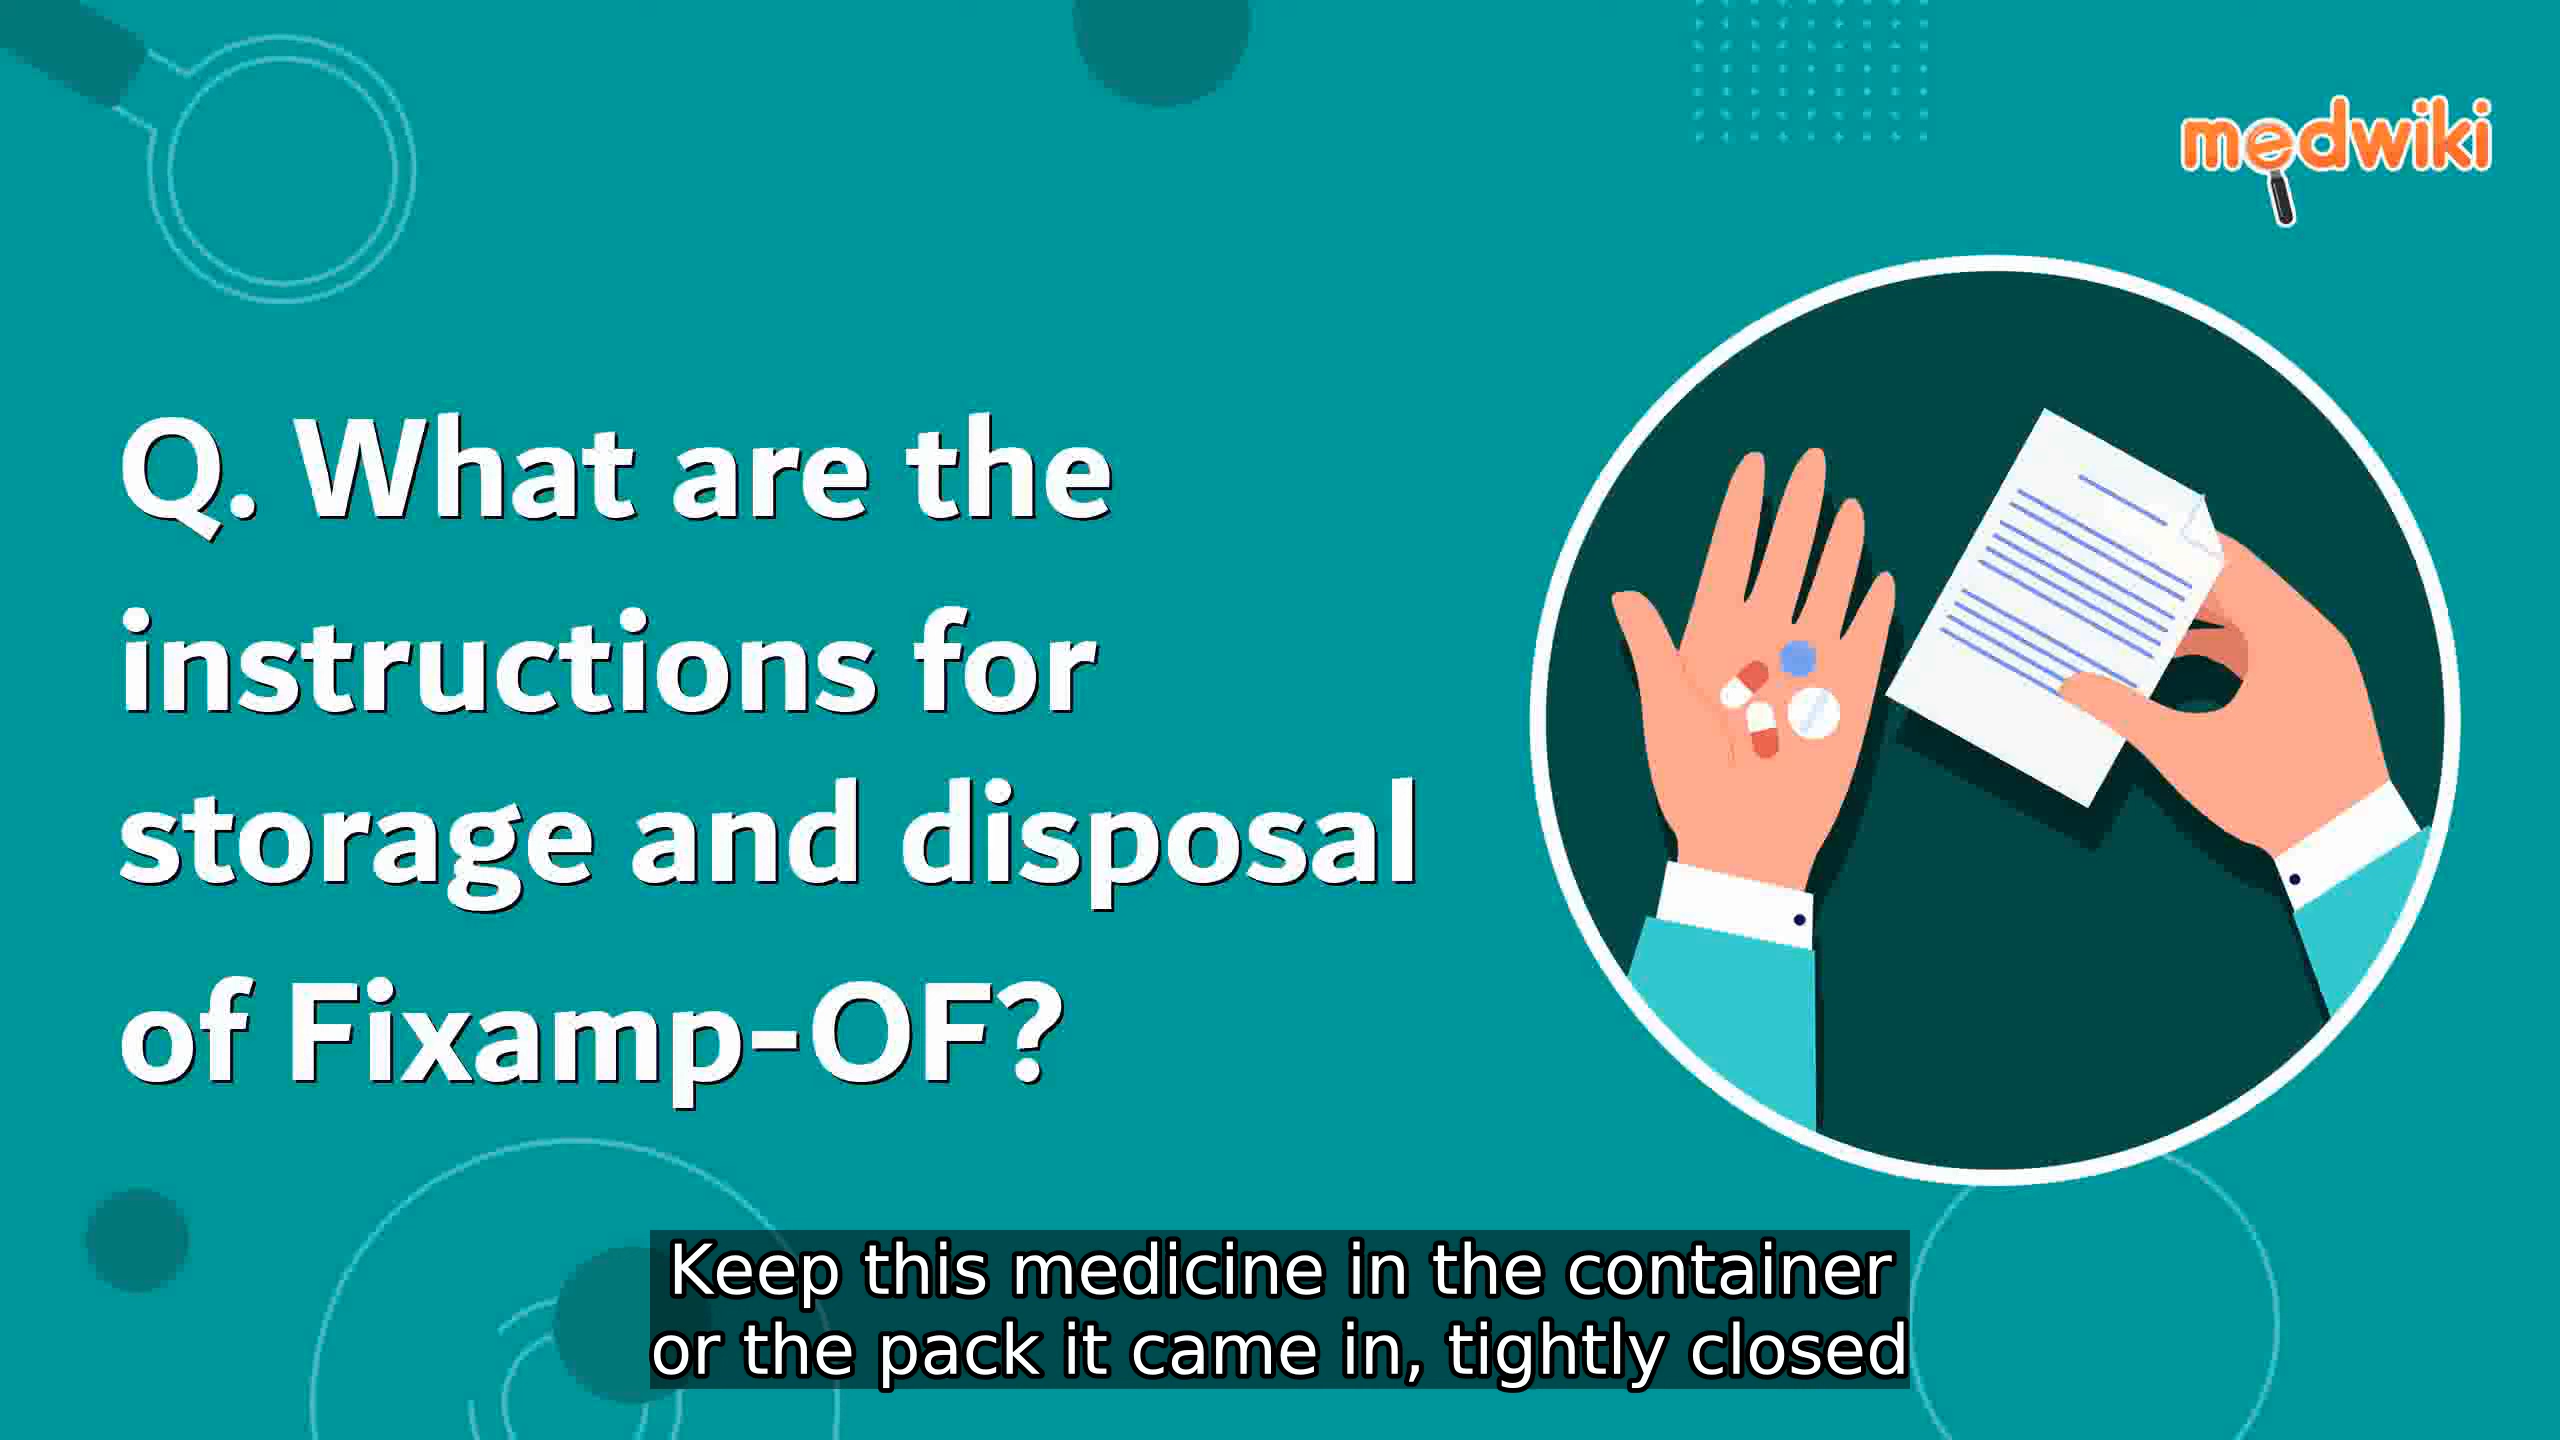 medwiki
Q. What are the
instructions for
storage and disposal
of Fixamp-OF?
Keep this medicine in the container
or the pack it came in, tightly closed